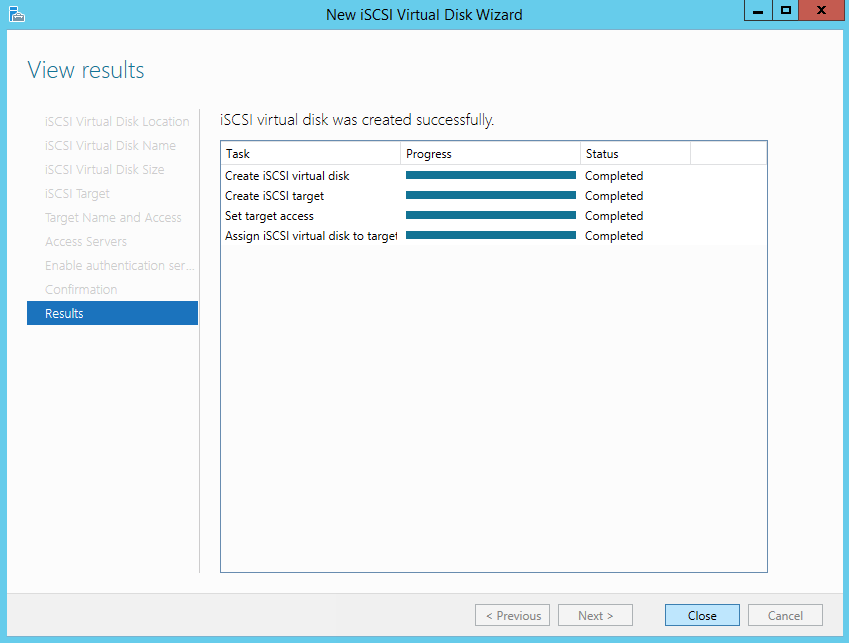 New iSCSI Virtual Disk Wizard
View results
iSCSI Virtual Disk Location
iSCSI Virtual Disk Name
iSCSI Virtual Disk Size
iSCSI Target
Target Name and Access
Access Servers
Enable authentication ser...
Confirmation
Results
iSCSI virtual disk was created successfully.
Task Progress Status
Create iSCSI virtual disk Completed
Create iSCSI target Completed
Set target access Completed
Assign iSCSI virtual disk to target Completed
< Previous Next > Close Cancel